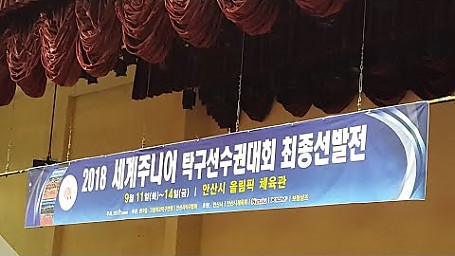 2018 세계주니어 탁구선수권대회 최종선발전
9월 11일(화)~14일(금) | 안산시 올림픽 체육관